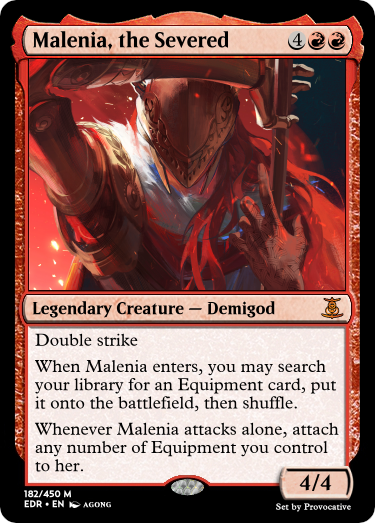 Malenia, the Severed 4
Legendary Creature — Demigod
Double strike
When Malenia enters, you may search
your library for an Equipment card, put
it onto the battlefield, then shuffle.
Whenever Malenia attacks alone, attach
any number of Equipment you control
to her.
4/4
182/450 M
EDR • EN AGONG
Set by Provocative